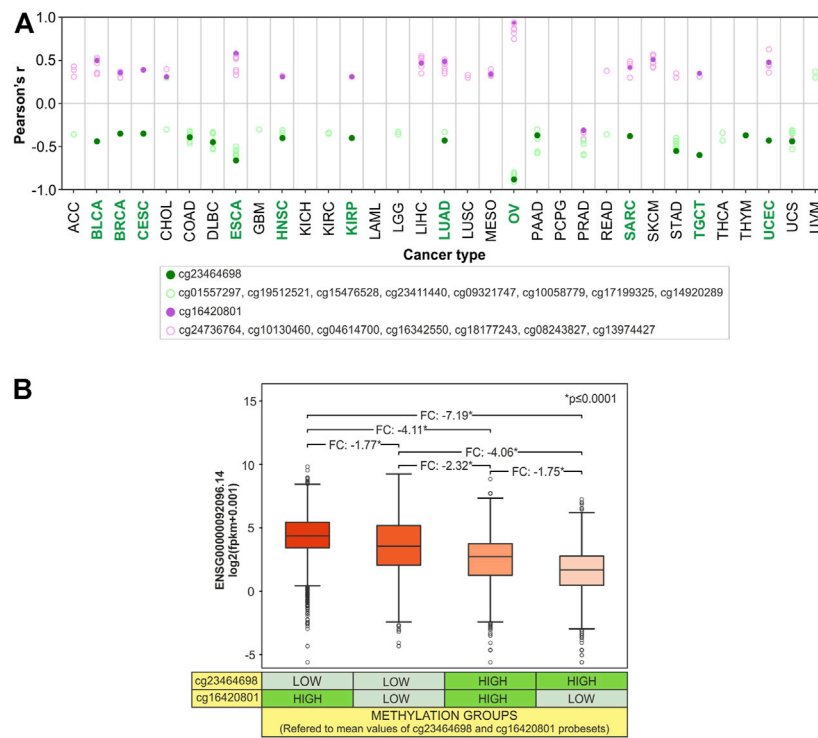 A
1.0
0.5
0.0
-0.5
-1.0
Pearson's r
ACC
BLCA
BRCA
CESC
CHOL
COAD
DLBC
ESCA
GBM
HNSC
KICH
KIRC
KIRP
LAML
LGG
LIHC
LUAD
LUSC
MESO
OV
PAAD
PCPG
PRAD
READ
SARC
SKCM
STAD
TGCT
THCA
THYM
UCEC
UCS
UVM
Cancer type
cg23464698
cg01557297, cg19512521, cg15476528, cg23411440, cg09321747, cg10058779, cg17199325, cg14920289
cg16420801
cg24736764, cg10130460, cg04614700, cg16342550, cg18177243, cg08243827, cg13974427
B
*p≤0.0001
FC: -7.19*
FC: -4.11*
FC: -1.77*
FC: -4.06*
FC: -2.32*
FC: -1.75*
15
10
5
0
-5
ENSG00000092096.14
log2(fpkm+0.001)
cg23464698 LOW LOW HIGH HIGH
cg16420801 HIGH LOW HIGH LOW
METHYLATION GROUPS
(Refered to mean values of cg23464698 and cg16420801 probesets)